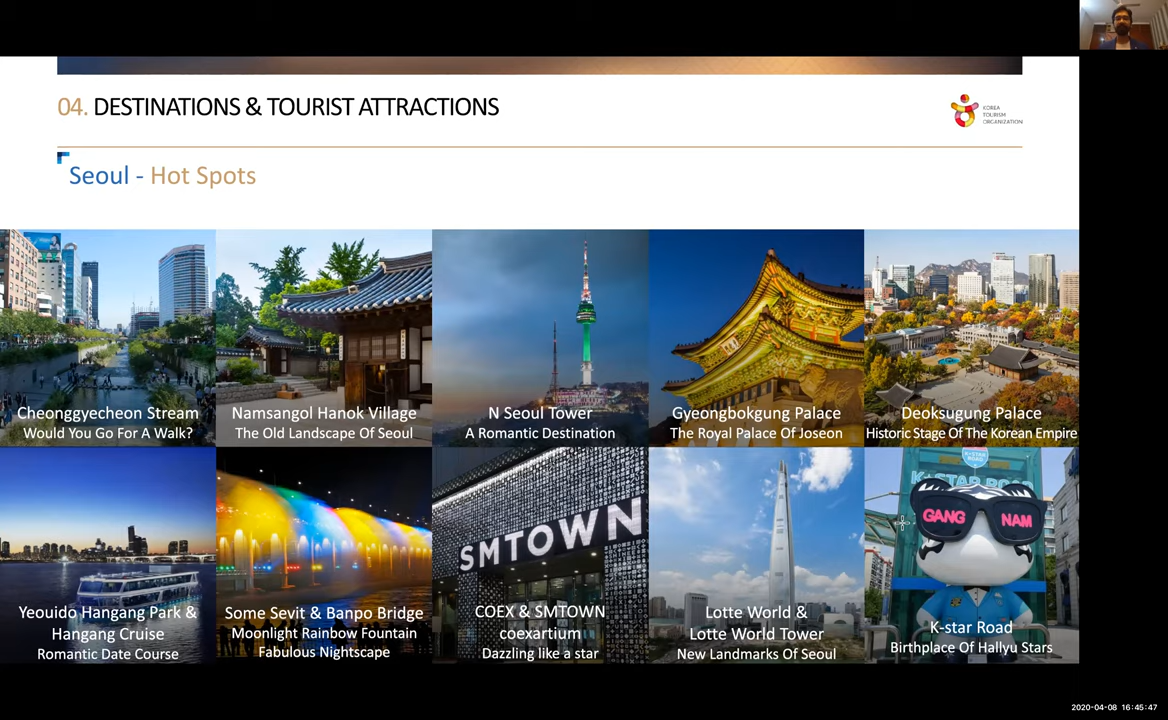 04. DESTINATIONS & TOURIST ATTRACTIONS
KOREA
TOURISM
ORGANIZATION
Seoul - Hot Spots
Cheonggyecheon Stream
Would You Go For A Walk?
Namsangol Hanok Village
The Old Landscape Of Seoul
N Seoul Tower
A Romantic Destination
Gyeongbokgung Palace
The Royal Palace Of Joseon
Deoksugung Palace
Historic Stage Of The Korean Empire
Yeouido Hangang Park &
Hangang Cruise
Romantic Date Course
Some Sevit & Banpo Bridge
Moonlight Rainbow Fountain
Fabulous Nightscape
SMTOWN
COEX & SMTOWN
coexartium
Dazzling like a star
Lotte World &
Lotte World Tower
New Landmarks Of Seoul
K-STAR
ROAD
K-STAR ROAD
GANG NAM
K-star Road
Birthplace Of Hallyu Stars
2020-04-08 16:45:47